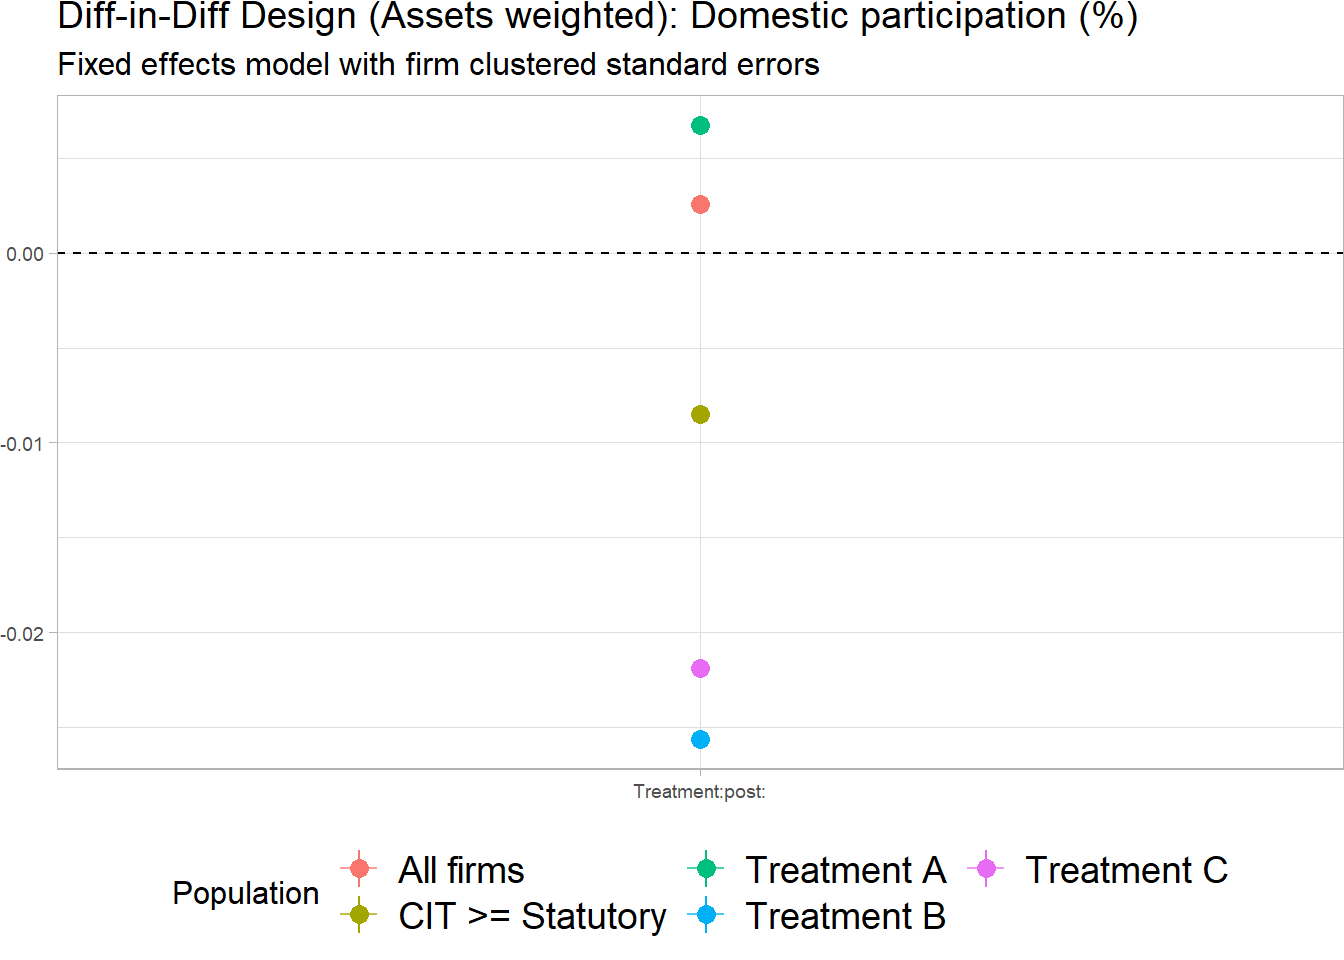 Diff-in-Diff Design (Assets weighted): Domestic participation (%)
Fixed effects model with firm clustered standard errors
0.00
-0.01
-0.02
Treatment:post:
Population
All firms
CIT >= Statutory
Treatment A
Treatment B
Treatment C